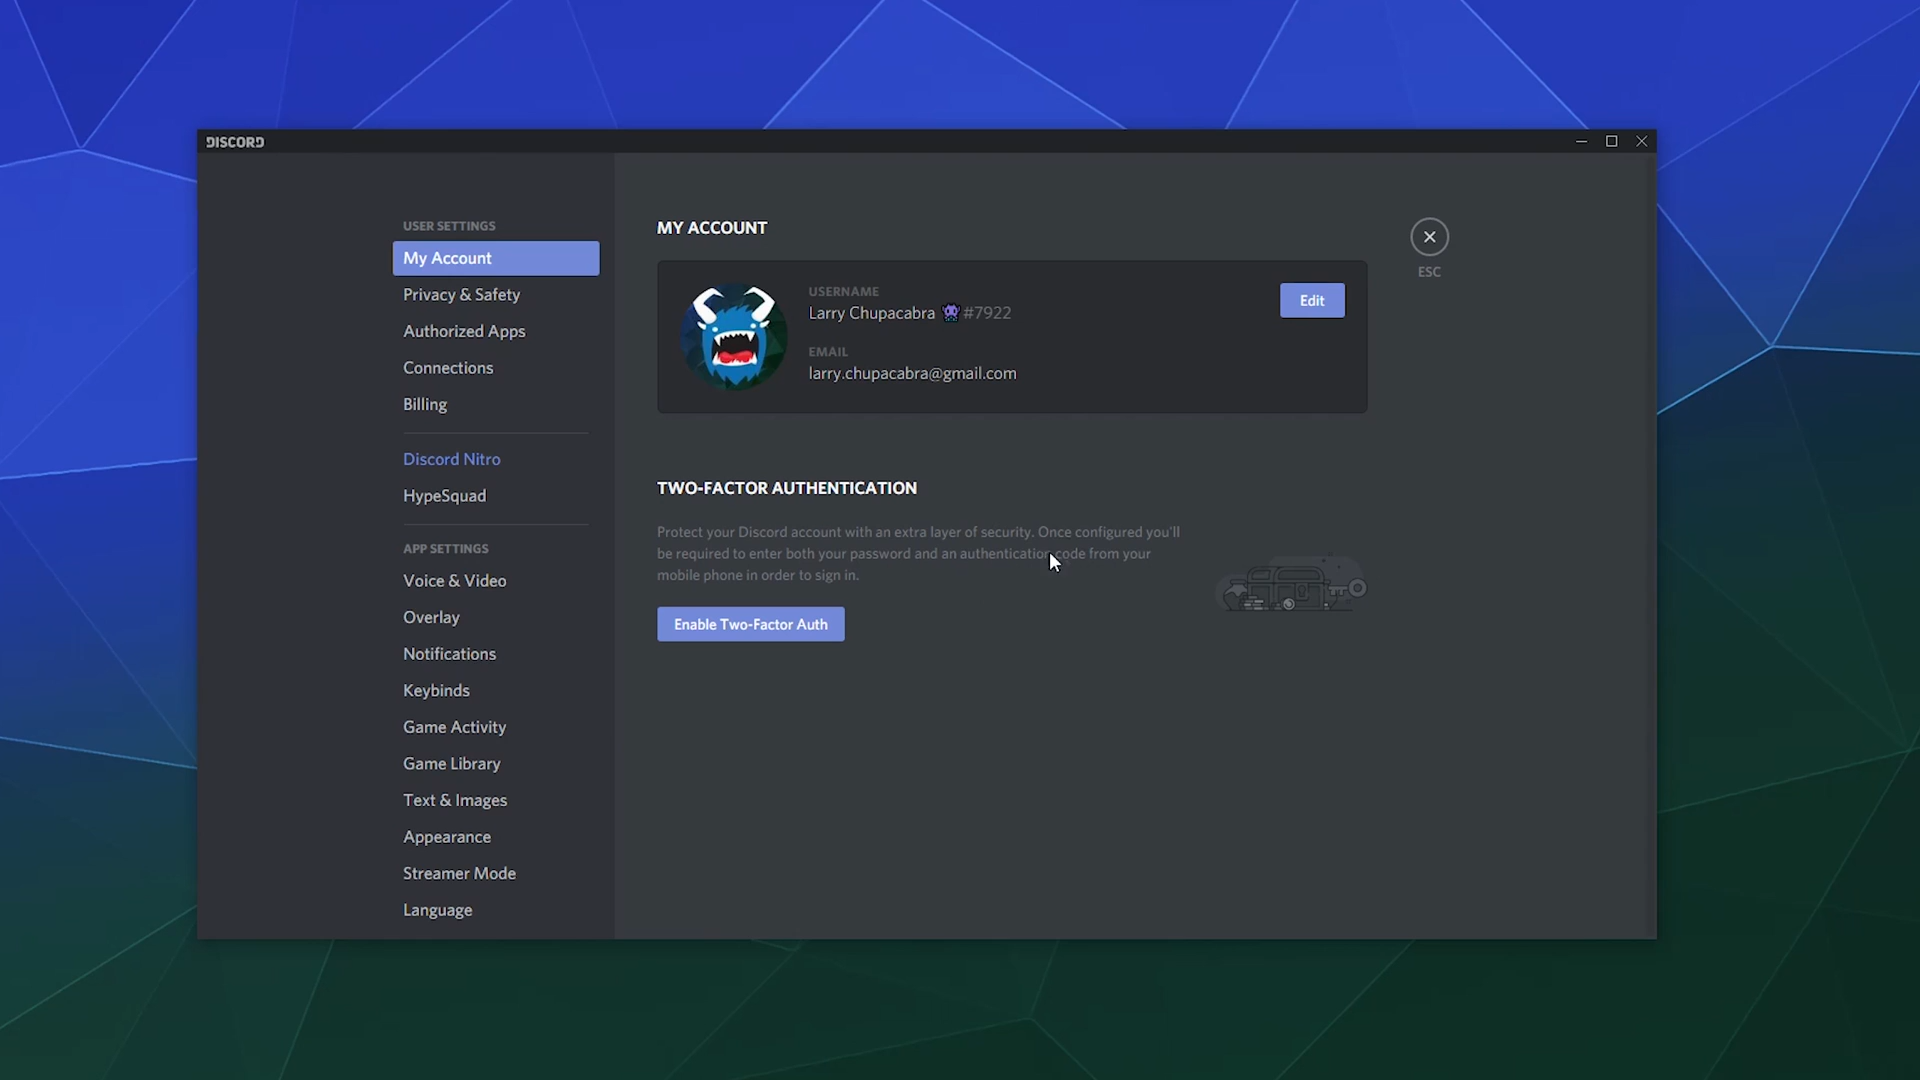 DISCORD
USER SETTINGS
My Account
Privacy & Safety
Authorized Apps
Connections
Billing
Discord Nitro
HypeSquad
APP SETTINGS
Voice & Video
Overlay
Notifications
Keybinds
Game Activity
Game Library
Text & Images
Appearance
Streamer Mode
Language
MY ACCOUNT
USERNAME
Larry Chupacabra 👾#7922
Edit
EMAIL
larry.chupacabra@gmail.com
ESC
TWO-FACTOR AUTHENTICATION
Protect your Discord account with an extra layer of security. Once configured you'll
be required to enter both your password and an authentication code from your
mobile phone in order to sign in.
Enable Two-Factor Auth